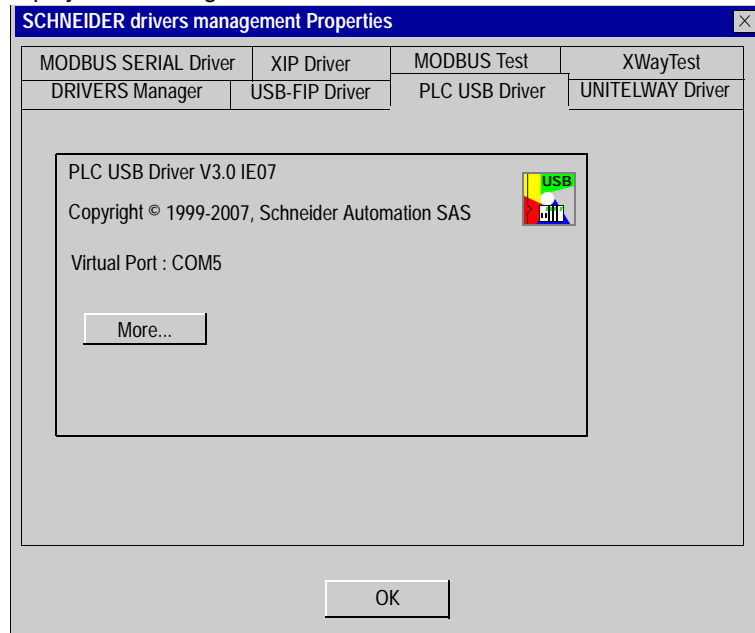 SCHNEIDER drivers management Properties
MODBUS SERIAL Driver XIP Driver MODBUS Test XWayTest
DRIVERS Manager USB-FIP Driver PLC USB Driver UNITELWAY Driver
PLC USB Driver V3.0 IE07
USB
Copyright © 1999-2007, Schneider Automation SAS
Virtual Port : COM5
More...
OK